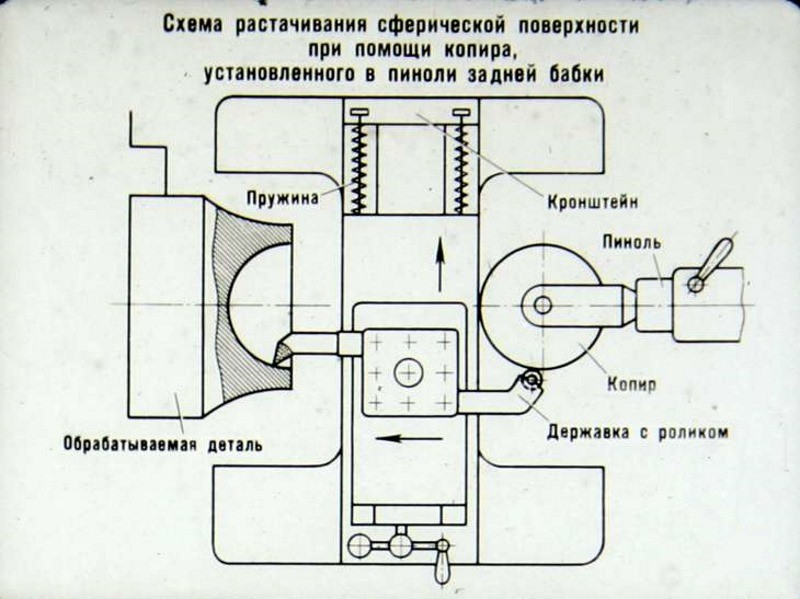 Схема растачивания сферической поверхности
при помощи копира,
установленного в пиноли задней бабки
Пружина
Кронштейн
Пиноль
Копир
Державка с роликом
Обрабатываемая деталь